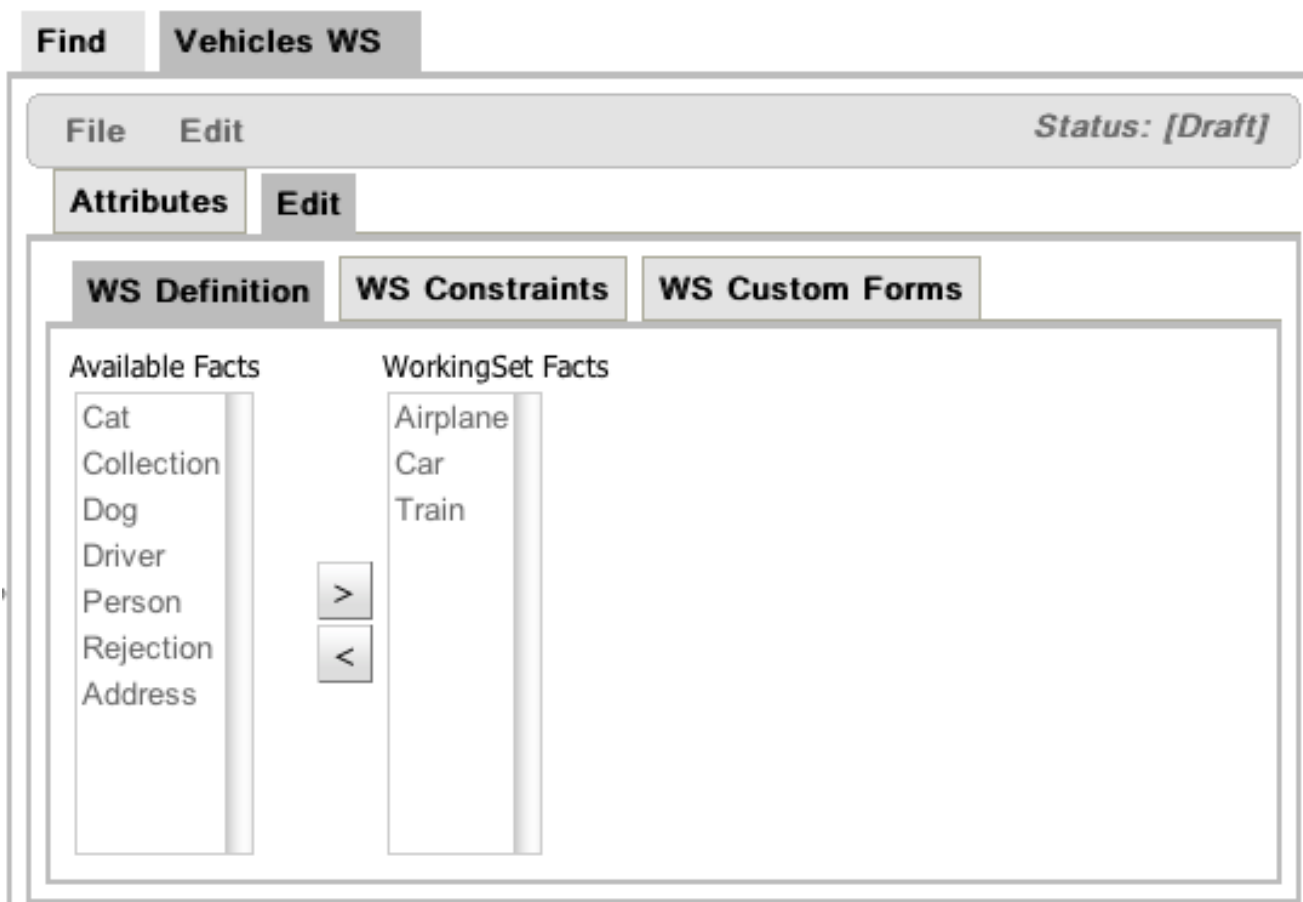 Find Vehicles WS
File Edit Status: [Draft]
Attributes Edit
WS Definition WS Constraints WS Custom Forms
Available Facts WorkingSet Facts
Cat Airplane
Collection Car
Dog Train
Driver
Person >
Rejection <
Address